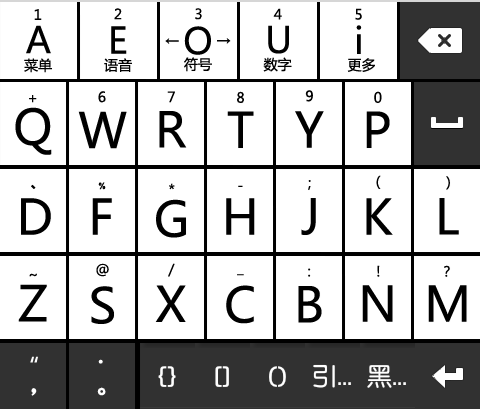 1 2 3 4 5
A E ←O→ U i
菜单 语音 符号 数字 更多
+ 6 7 8 9 0
Q W R T Y P
、 % * - ; ( )
D F G H J K L
~ @ / _ : ! ?
Z S X C B N M
“ ·
， 。 {} [] () 引... 黑...